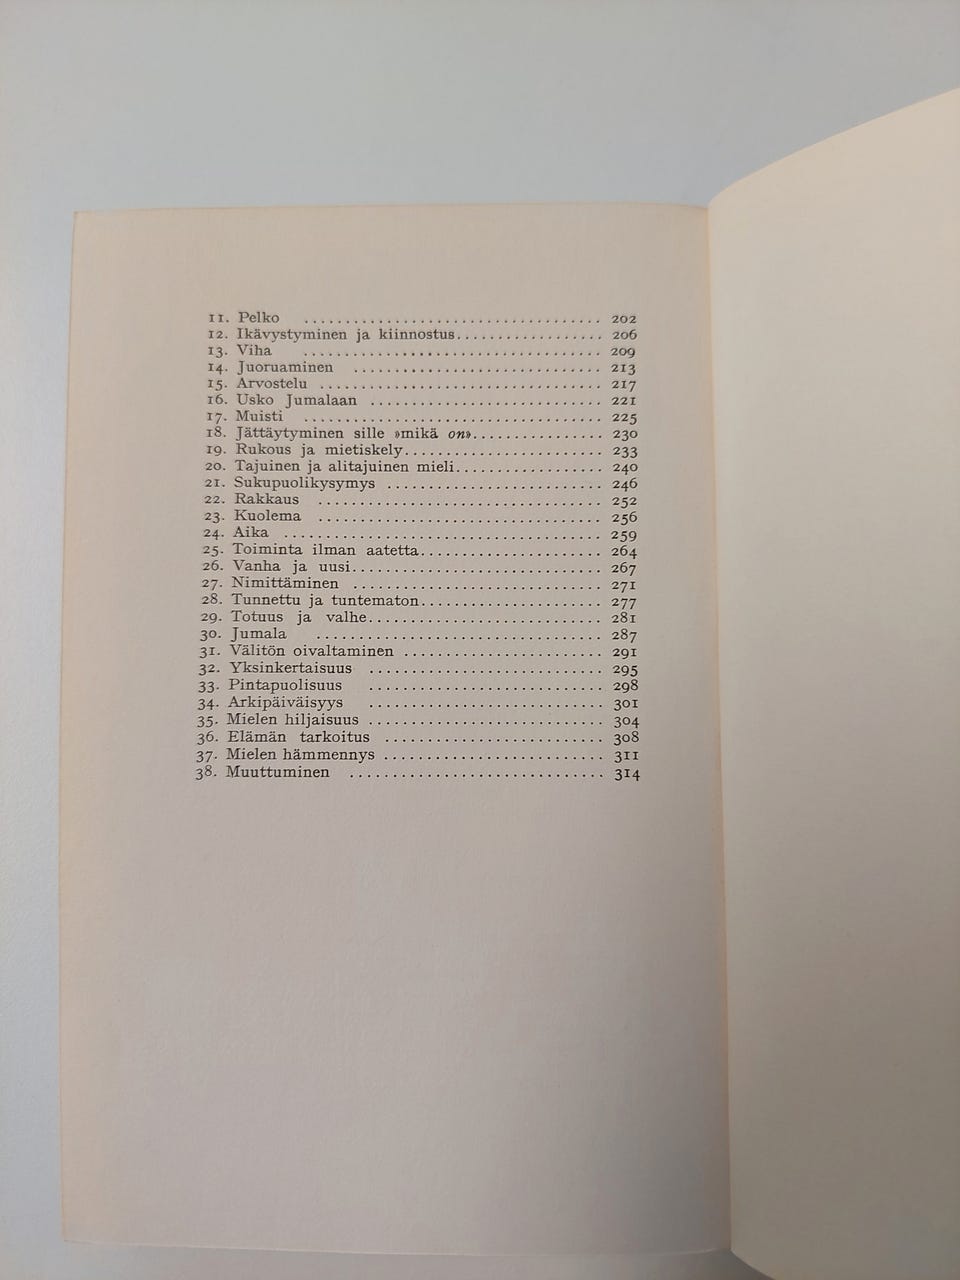 11. Pelko .................................... 202
12. Ikävystyminen ja kiinnostus.................. 206
13. Viha .................................... 209
14. Juoruaminen .............................. 213
15. Arvostelu .................................. 217
16. Usko Jumalaan ............................ 221
17. Muisti .................................... 225
18. Jättäytyminen sille »mikä on»................ 230
19. Rukous ja mietiskely........................ 233
20. Tajuinen ja alitajuinen mieli.................. 240
21. Sukupuolikysymys .......................... 246
22. Rakkaus .................................. 252
23. Kuolema .................................. 256
24. Aika ...................................... 259
25. Toiminta ilman aatetta...................... 264
26. Vanha ja uusi.............................. 267
27. Nimittäminen .............................. 271
28. Tunnettu ja tuntematon...................... 277
29. Totuus ja valhe............................ 281
30. Jumala .................................. 287
31. Välitön oivaltaminen ........................ 291
32. Yksinkertaisuus ............................ 295
33. Pintapuolisuus ............................ 298
34. Arkipäiväisyys ............................ 301
35. Mielen hiljaisuus ............................ 304
36. Elämän tarkoitus .......................... 308
37. Mielen hämmennys .......................... 311
38. Muuttuminen .............................. 314